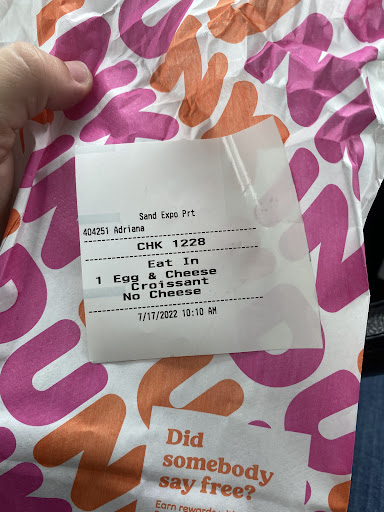 Sand Expo Prt
404251 Adriana
CHK 1228
Eat In
1 Egg & Cheese
Croissant
No Cheese
7/17/2022 10:10 AM
Did
somebody
say free?